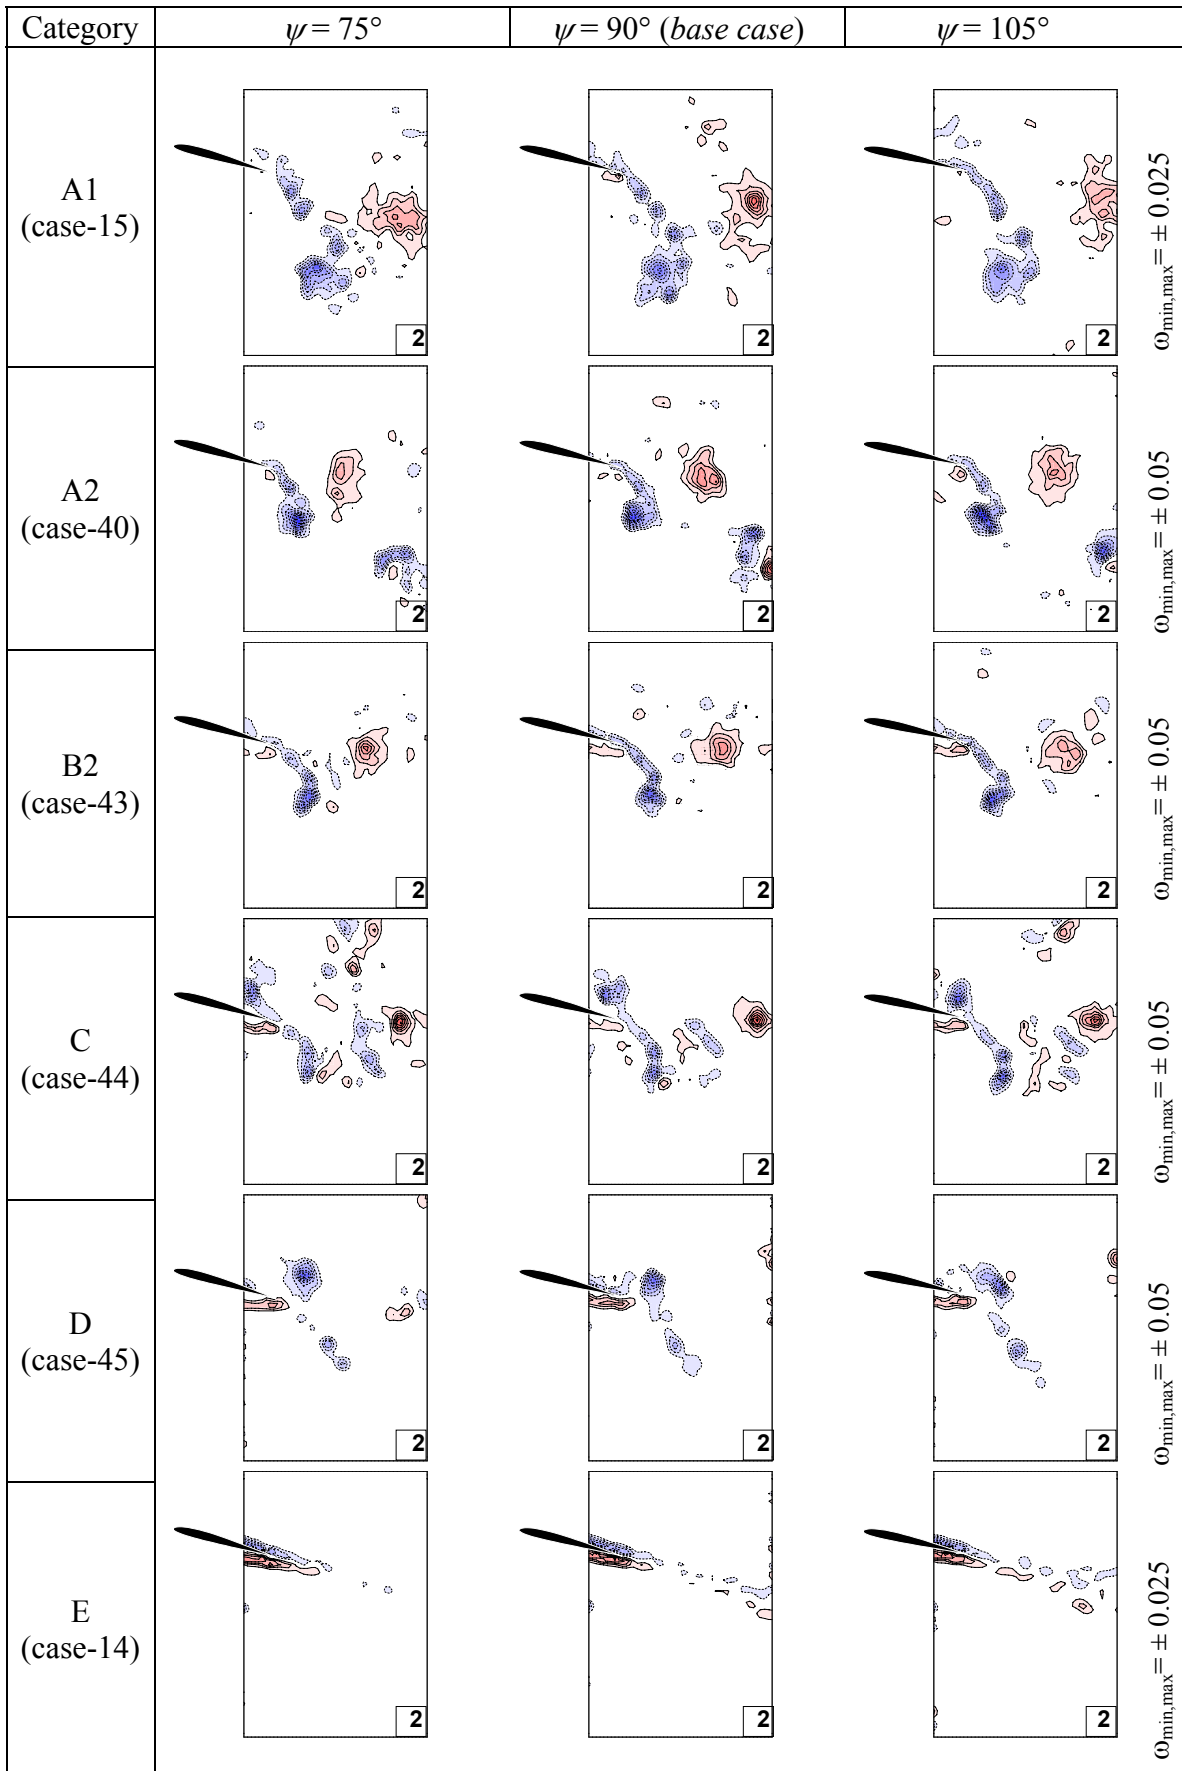 Category ψ = 75° ψ = 90° (base case) ψ = 105°
A1
(case-15)
2 2 2
ω_min,max = ± 0.025
A2
(case-40)
2 2 2
ω_min,max = ± 0.05
B2
(case-43)
2 2 2
ω_min,max = ± 0.05
C
(case-44)
2 2 2
ω_min,max = ± 0.05
D
(case-45)
2 2 2
ω_min,max = ± 0.05
E
(case-14)
2 2 2
ω_min,max = ± 0.025